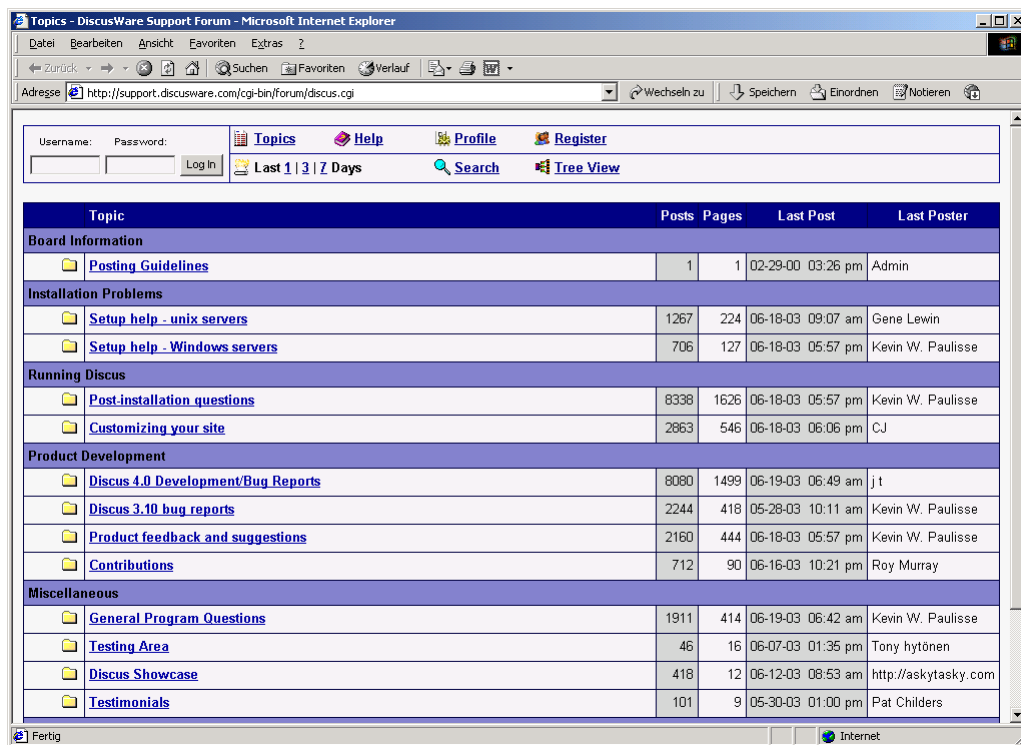 Topics - DiscusWare Support Forum - Microsoft Internet Explorer
Datei Bearbeiten Ansicht Favoriten Extras ?
Zurück Suchen Favoriten Verlauf
Adresse http://support.discusware.com/cgi-bin/forum/discus.cgi Wechseln zu Speichern Einordnen Notieren
Username: Password: Log In
Topics Help Profile Register
Last 1 | 3 | 7 Days Search Tree View
Topic Posts Pages Last Post Last Poster
Board Information
Posting Guidelines 1 1 02-29-00 03:26 pm Admin
Installation Problems
Setup help - unix servers 1267 224 06-18-03 09:07 am Gene Lewin
Setup help - Windows servers 706 127 06-18-03 05:57 pm Kevin W. Paulisse
Running Discus
Post-installation questions 8338 1626 06-18-03 05:57 pm Kevin W. Paulisse
Customizing your site 2863 546 06-18-03 06:06 pm CJ
Product Development
Discus 4.0 Development/Bug Reports 8080 1499 06-19-03 06:49 am j t
Discus 3.10 bug reports 2244 418 05-28-03 10:11 am Kevin W. Paulisse
Product feedback and suggestions 2160 444 06-18-03 05:57 pm Kevin W. Paulisse
Contributions 712 90 06-16-03 10:21 pm Roy Murray
Miscellaneous
General Program Questions 1911 414 06-19-03 06:42 am Kevin W. Paulisse
Testing Area 46 16 06-07-03 01:35 pm Tony hytönen
Discus Showcase 418 12 06-12-03 08:53 am http://askytasky.com
Testimonials 101 9 05-30-03 01:00 pm Pat Childers
Fertig Internet